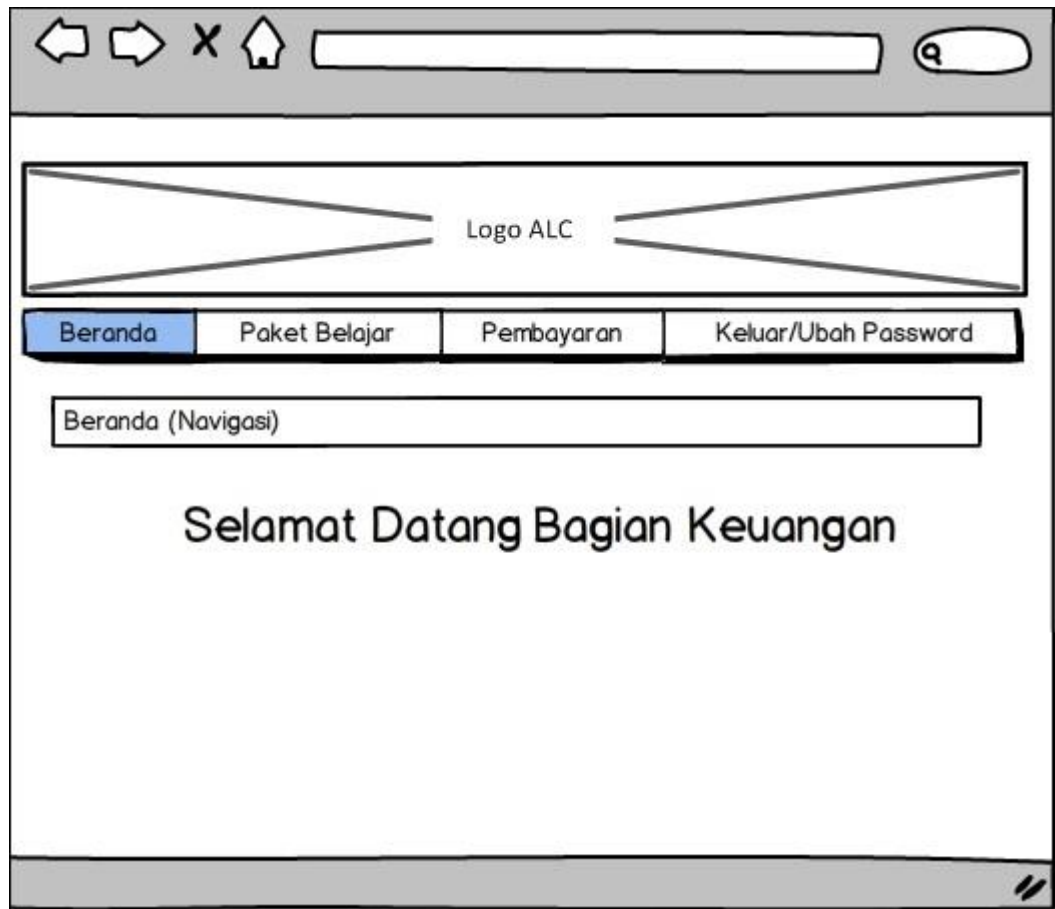 Logo ALC
Beranda Paket Belajar Pembayaran Keluar/Ubah Password
Beranda (Navigasi)
Selamat Datang Bagian Keuangan